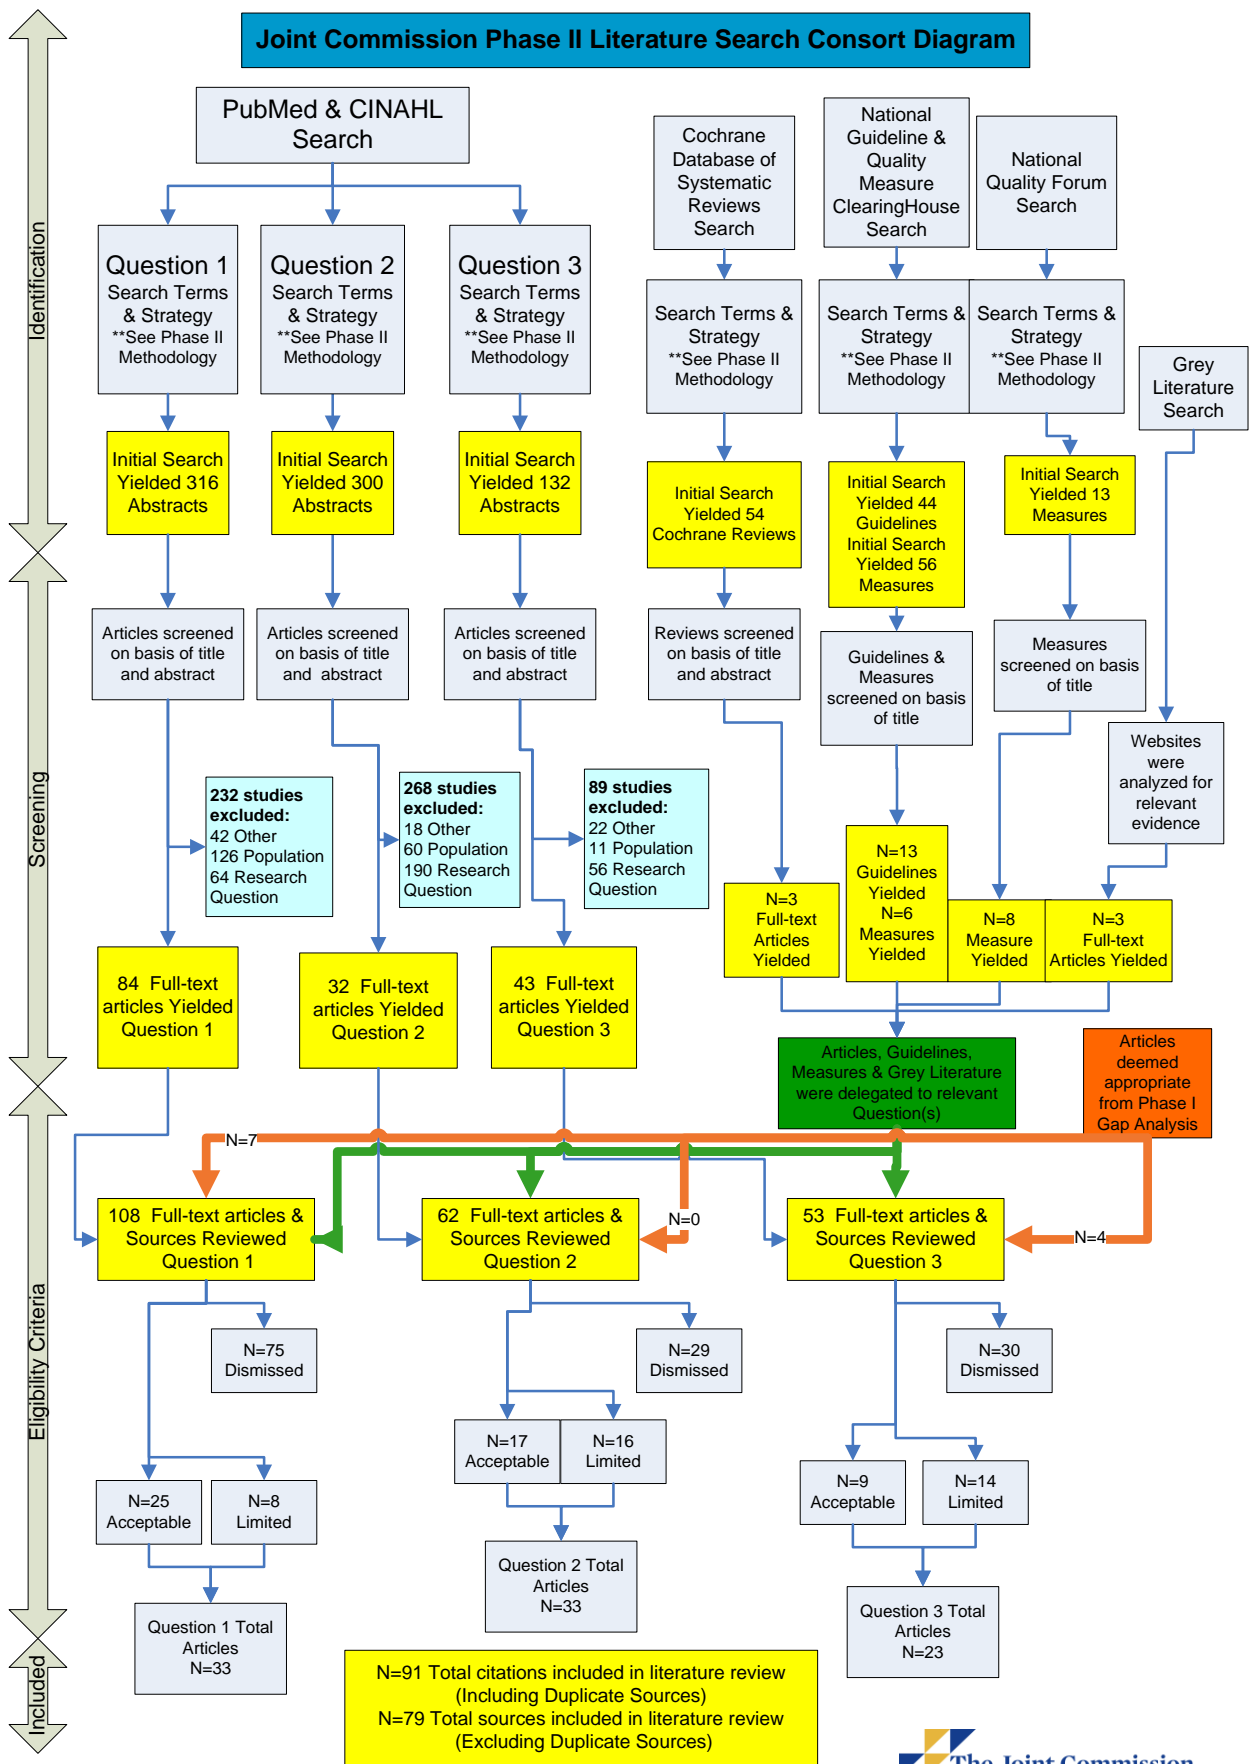 Joint Commission Phase II Literature Search Consort Diagram
PubMed & CINAHL
Search
Cochrane
Database of
Systematic
Reviews
Search
National
Guideline &
Quality
Measure
ClearingHouse
Search
National
Quality Forum
Search
Identification
Question 1
Search Terms
& Strategy
**See Phase II
Methodology
Question 2
Search Terms
& Strategy
**See Phase II
Methodology
Question 3
Search Terms
& Strategy
**See Phase II
Methodology
Search Terms &
Strategy
**See Phase II
Methodology
Search Terms &
Strategy
**See Phase II
Methodology
Search Terms &
Strategy
**See Phase II
Methodology
Grey
Literature
Search
Initial Search
Yielded 316
Abstracts
Initial Search
Yielded 300
Abstracts
Initial Search
Yielded 132
Abstracts
Initial Search
Yielded 54
Cochrane Reviews
Initial Search
Yielded 44
Guidelines
Initial Search
Yielded 56
Measures
Initial Search
Yielded 13
Measures
Screening
Articles screened
on basis of title
and abstract
Articles screened
on basis of title
and abstract
Articles screened
on basis of title
and abstract
Reviews screened
on basis of title
and abstract
Guidelines &
Measures
screened on basis
of title
Measures
screened on basis
of title
Websites
were
analyzed for
relevant
evidence
232 studies
excluded:
42 Other
126 Population
64 Research
Question
268 studies
excluded:
18 Other
60 Population
190 Research
Question
89 studies
excluded:
22 Other
11 Population
56 Research
Question
N=3
Full-text
Articles
Yielded
N=13
Guidelines
Yielded
N=6
Measures
Yielded
N=8
Measure
Yielded
N=3
Full-text
Articles Yielded
84 Full-text
articles Yielded
Question 1
32 Full-text
articles Yielded
Question 2
43 Full-text
articles Yielded
Question 3
Articles, Guidelines,
Measures & Grey Literature
were delegated to relevant
Question(s)
Articles
deemed
appropriate
from Phase I
Gap Analysis
Eligibility Criteria
N=7
N=0
N=4
108 Full-text articles &
Sources Reviewed
Question 1
62 Full-text articles &
Sources Reviewed
Question 2
53 Full-text articles &
Sources Reviewed
Question 3
N=75
Dismissed
N=29
Dismissed
N=30
Dismissed
N=25
Acceptable
N=8
Limited
N=17
Acceptable
N=16
Limited
N=9
Acceptable
N=14
Limited
Question 1 Total
Articles
N=33
Question 2 Total
Articles
N=33
Question 3 Total
Articles
N=23
Included
N=91 Total citations included in literature review
(Including Duplicate Sources)
N=79 Total sources included in literature review
(Excluding Duplicate Sources)
The Joint Commission